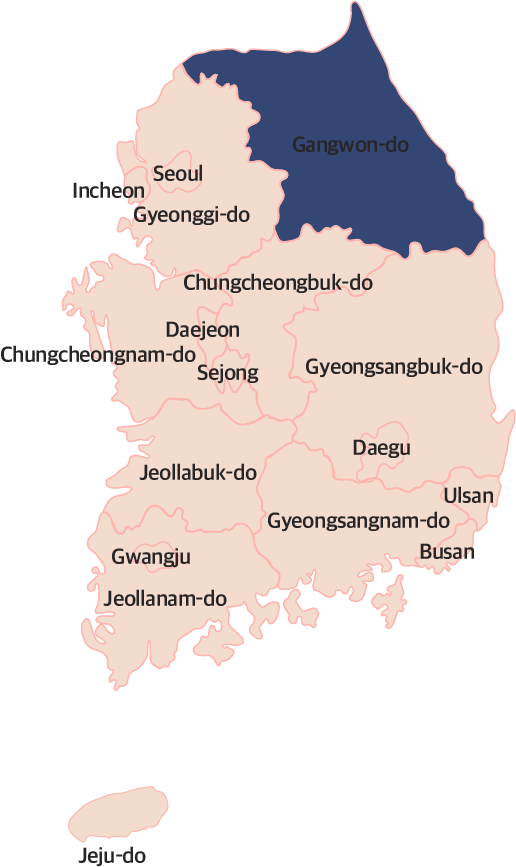 Gangwon-do
Seoul
Incheon
Gyeonggi-do
Chungcheongbuk-do
Daejeon
Chungcheongnam-do
Sejong
Gyeongsangbuk-do
Daegu
Jeollabuk-do
Ulsan
Gyeongsangnam-do
Busan
Gwangju
Jeollanam-do
Jeju-do